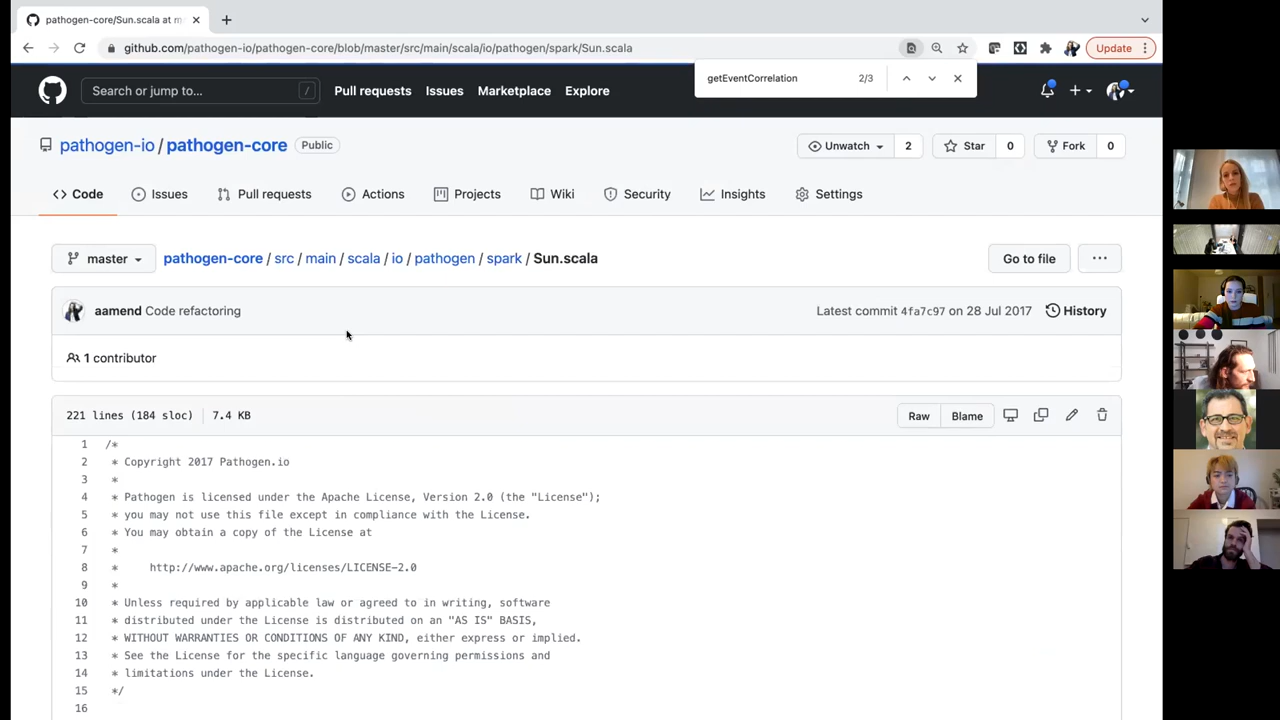 pathogen-core/Sun.scala at m
github.com/pathogen-io/pathogen-core/blob/master/src/main/scala/io/pathogen/spark/Sun.scala
Update
getEventCorrelation 2/3
Search or jump to... /
Pull requests Issues Marketplace Explore
pathogen-io / pathogen-core Public
Unwatch 2 Star 0 Fork 0
Code Issues Pull requests Actions Projects Wiki Security Insights Settings
master pathogen-core / src / main / scala / io / pathogen / spark / Sun.scala Go to file
aamend Code refactoring Latest commit 4fa7c97 on 28 Jul 2017 History
1 contributor
221 lines (184 sloc) 7.4 KB Raw Blame
1 /*
2 * Copyright 2017 Pathogen.io
3 *
4 * Pathogen is licensed under the Apache License, Version 2.0 (the "License");
5 * you may not use this file except in compliance with the License.
6 * You may obtain a copy of the License at
7 *
8 * http://www.apache.org/licenses/LICENSE-2.0
9 *
10 * Unless required by applicable law or agreed to in writing, software
11 * distributed under the License is distributed on an "AS IS" BASIS,
12 * WITHOUT WARRANTIES OR CONDITIONS OF ANY KIND, either express or implied.
13 * See the License for the specific language governing permissions and
14 * limitations under the License.
15 */
16